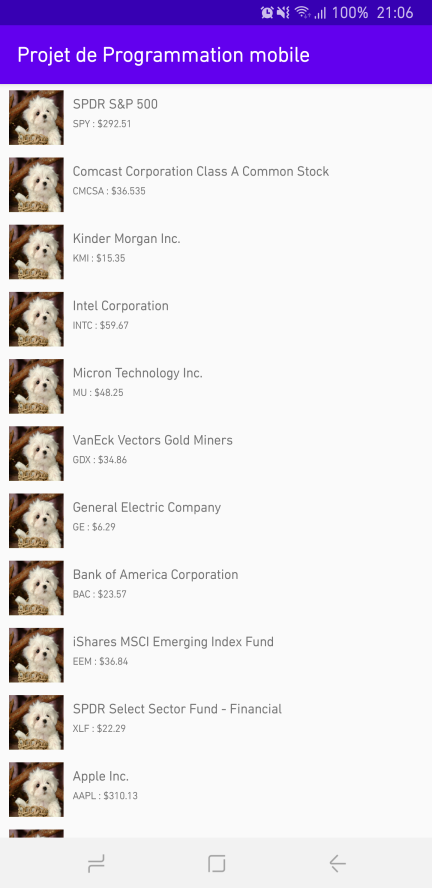 100% 21:06
Projet de Programmation mobile
SPDR S&P 500
SPY : $292.51
Comcast Corporation Class A Common Stock
CMCSA : $36.535
Kinder Morgan Inc.
KMI : $15.35
Intel Corporation
INTC : $59.67
Micron Technology Inc.
MU : $48.25
VanEck Vectors Gold Miners
GDX : $34.86
General Electric Company
GE : $6.29
Bank of America Corporation
BAC : $23.57
iShares MSCI Emerging Index Fund
EEM : $36.84
SPDR Select Sector Fund - Financial
XLF : $22.29
Apple Inc.
AAPL : $310.13